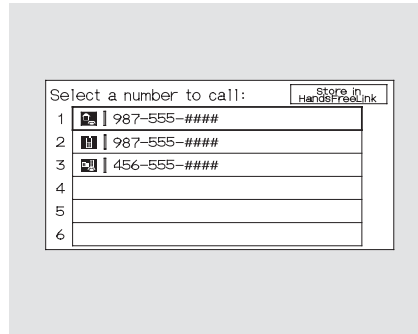 Select a number to call:
Store in
HandsFreeLink
1 987-555-####
2 987-555-####
3 456-555-####
4
5
6